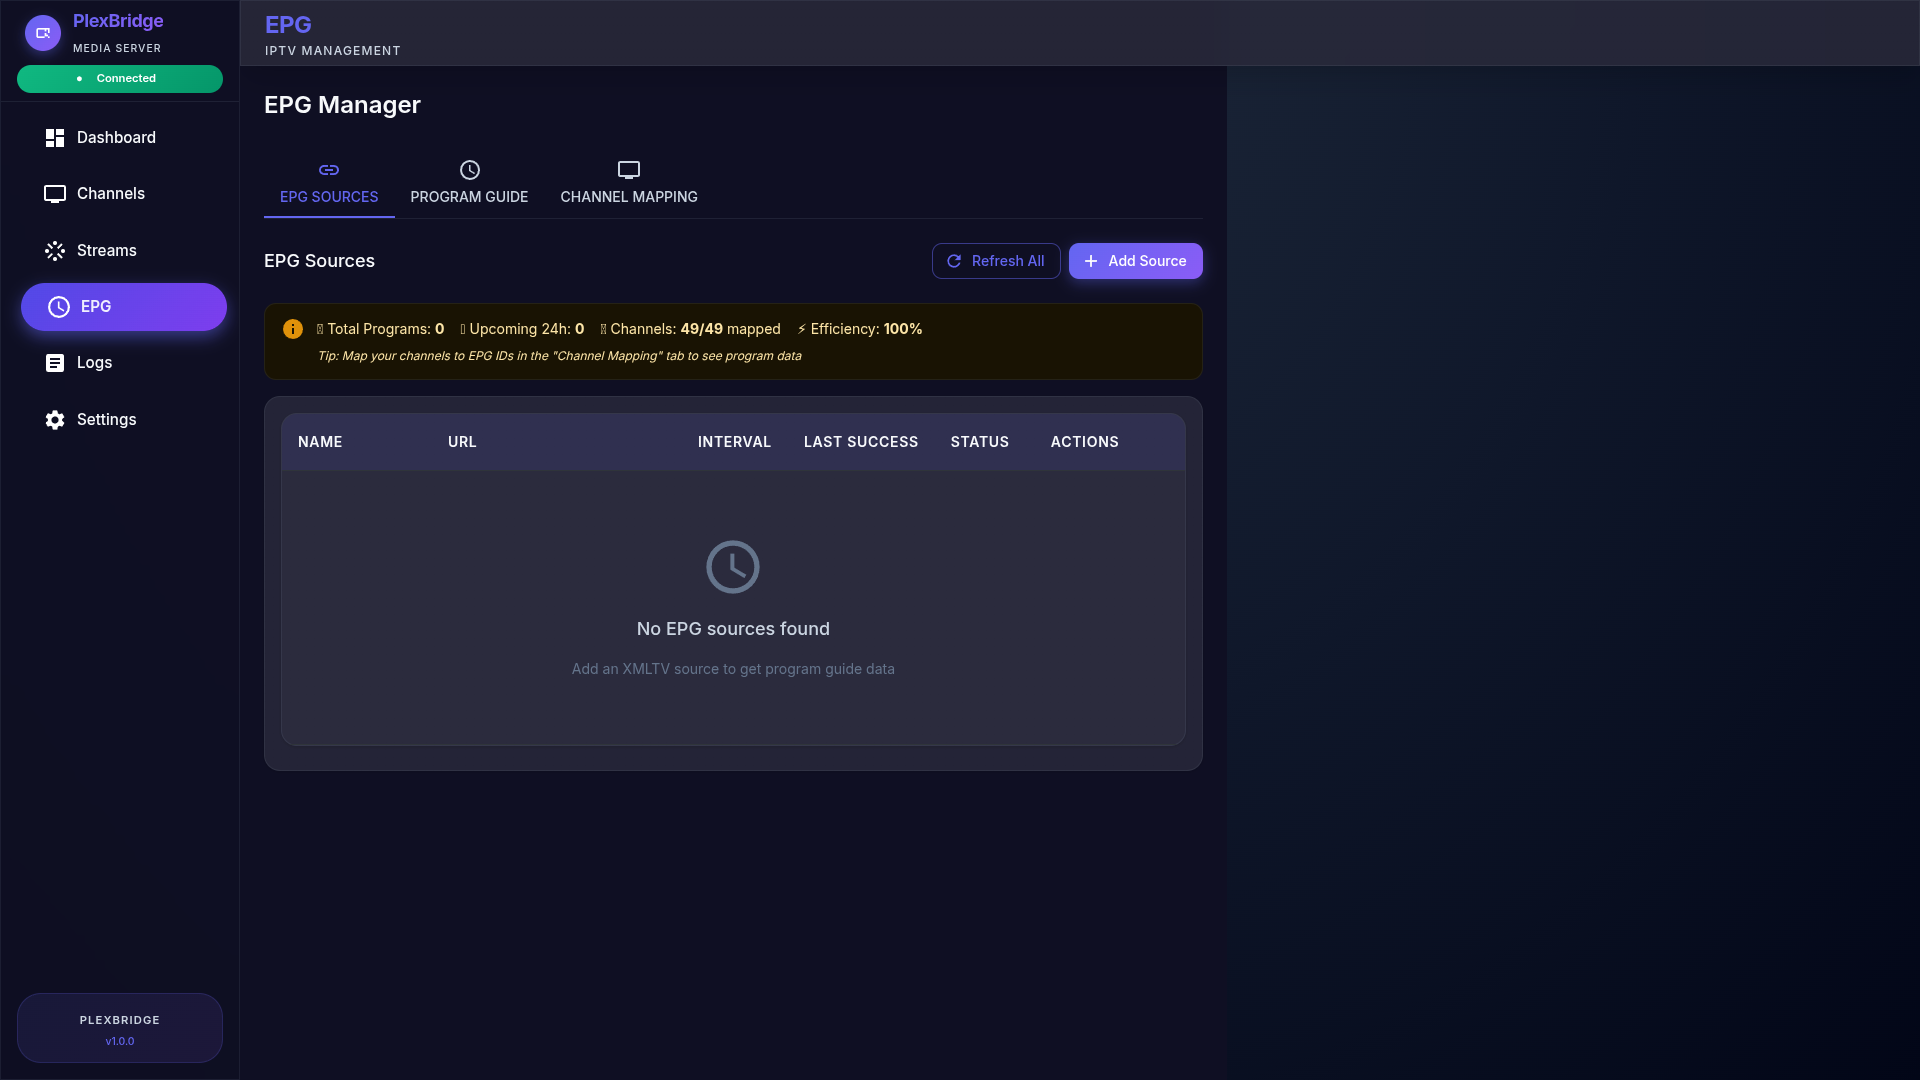 PlexBridge
MEDIA SERVER
Connected
Dashboard
Channels
Streams
EPG
Logs
Settings
PLEXBRIDGE
v1.0.0
EPG
IPTV MANAGEMENT
EPG Manager
EPG SOURCES
PROGRAM GUIDE
CHANNEL MAPPING
EPG Sources
Refresh All
Add Source
Total Programs: 0 Upcoming 24h: 0 Channels: 49/49 mapped ⚡ Efficiency: 100%
Tip: Map your channels to EPG IDs in the "Channel Mapping" tab to see program data
NAME URL INTERVAL LAST SUCCESS STATUS ACTIONS
No EPG sources found
Add an XMLTV source to get program guide data